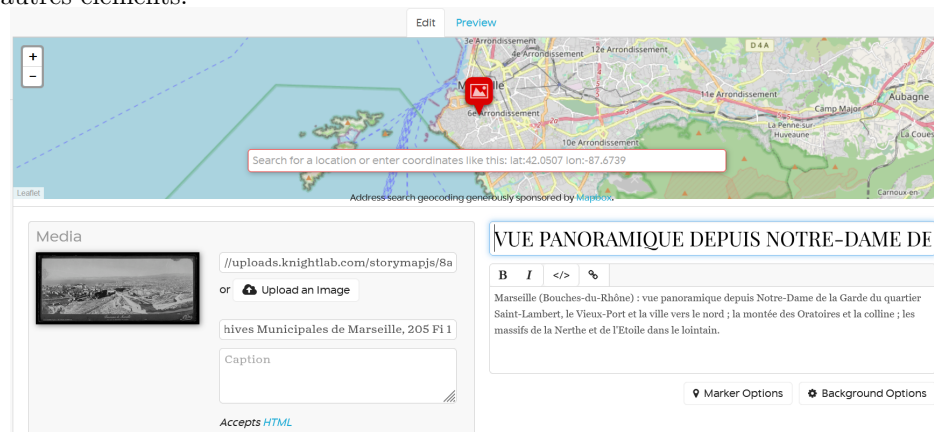 autres éléments.
Edit Preview
+
−
3e Arrondissement
4e Arrondissement
12e Arrondissement
D 4 A
11e Arrondissement
Camp Major
Aubagne
6e Arrondissement
La Penne-sur-
Huveaune
10e Arrondissement
Search for a location or enter coordinates like this: lat:42.0507 lon:-87.6739
Leaflet
Carnoux-en-
Address search geocoding generously sponsored by Mapbox.
Media
//uploads.knightlab.com/storymapjs/8a
or Upload an Image
hives Municipales de Marseille, 205 Fi 1
Caption
Accepts HTML
VUE PANORAMIQUE DEPUIS NOTRE-DAME DE
B I </>
Marseille (Bouches-du-Rhône) : vue panoramique depuis Notre-Dame de la Garde du quartier
Saint-Lambert, le Vieux-Port et la ville vers le nord ; la montée des Oratoires et la colline ; les
massifs de la Nerthe et de l'Etoile dans le lointain.
Marker Options Background Options